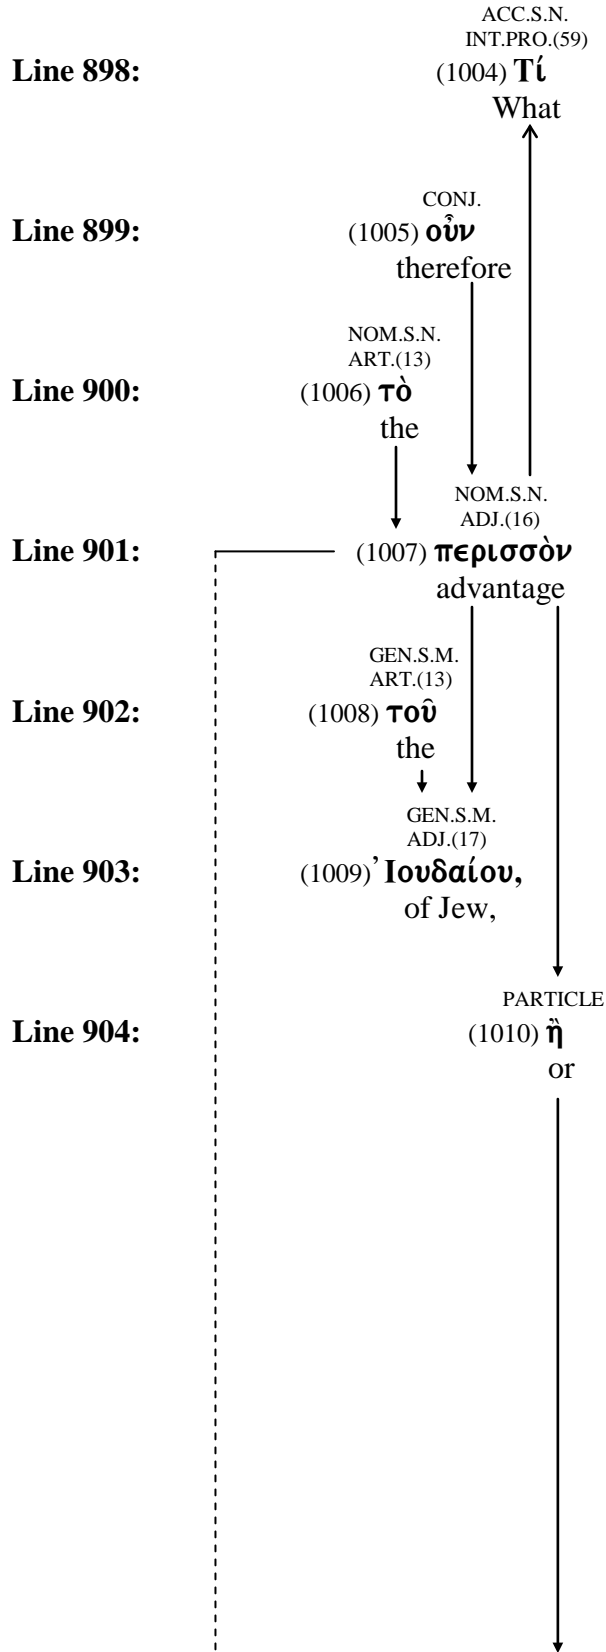 ACC.S.N.
INT.PRO.(59)
Line 898: (1004) Τί
What
CONJ.
Line 899: (1005) οὖν
therefore
NOM.S.N.
ART.(13)
Line 900: (1006) τὸ
the
NOM.S.N.
ADJ.(16)
Line 901: (1007) περισσὸν
advantage
GEN.S.M.
ART.(13)
Line 902: (1008) τοῦ
the
GEN.S.M.
ADJ.(17)
Line 903: (1009) Ἰουδαίου,
of Jew,
PARTICLE
Line 904: (1010) ἢ
or